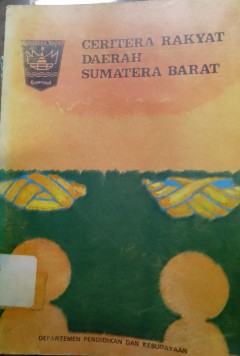 CERITERA RAKYAT
DAERAH
SUMATERA BARAT
DEPARTEMEN PENDIDIKAN DAN KEBUDAYAAN